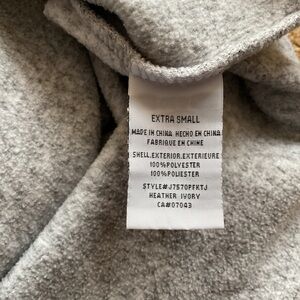 EXTRA SMALL
MADE IN CHINA HECHO EN CHINA
FABRIQUE EN CHINE
SHELL.EXTERIOR.EXTERIEURE:
100%POLYESTER
100%POLIESTER
STYLE#J7570PFKTJ
HEATHER IVORY
CA#07043